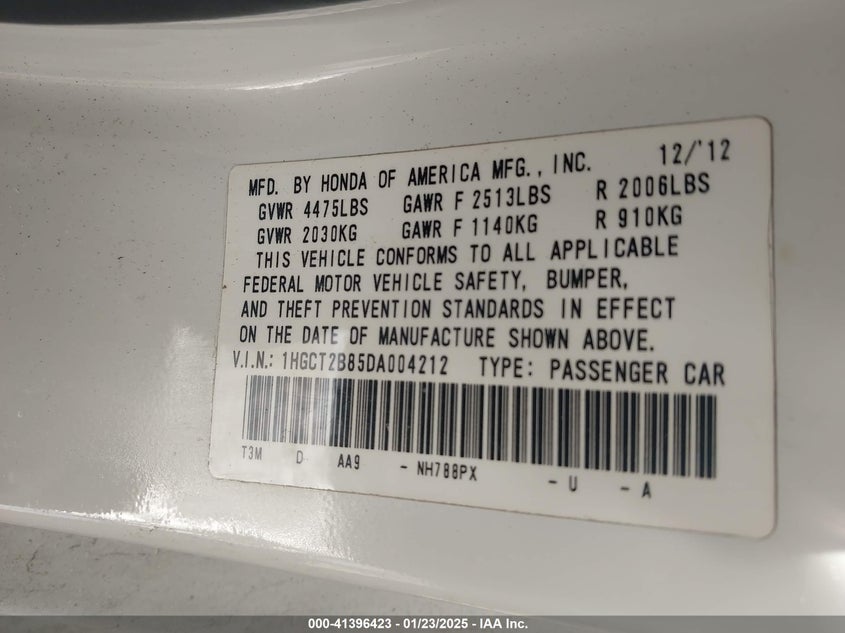 MFD. BY HONDA OF AMERICA MFG., INC. 12/'12
GVWR 4475LBS GAWR F 2513LBS R 2006LBS
GVWR 2030KG GAWR F 1140KG R 910KG
THIS VEHICLE CONFORMS TO ALL APPLICABLE
FEDERAL MOTOR VEHICLE SAFETY, BUMPER,
AND THEFT PREVENTION STANDARDS IN EFFECT
ON THE DATE OF MANUFACTURE SHOWN ABOVE.
V.I.N.: 1HGCT2B85DA004212 TYPE: PASSENGER CAR
T3M D AA9 - NH788PX - U - A
000-41396423 - 01/23/2025 - IAA Inc.